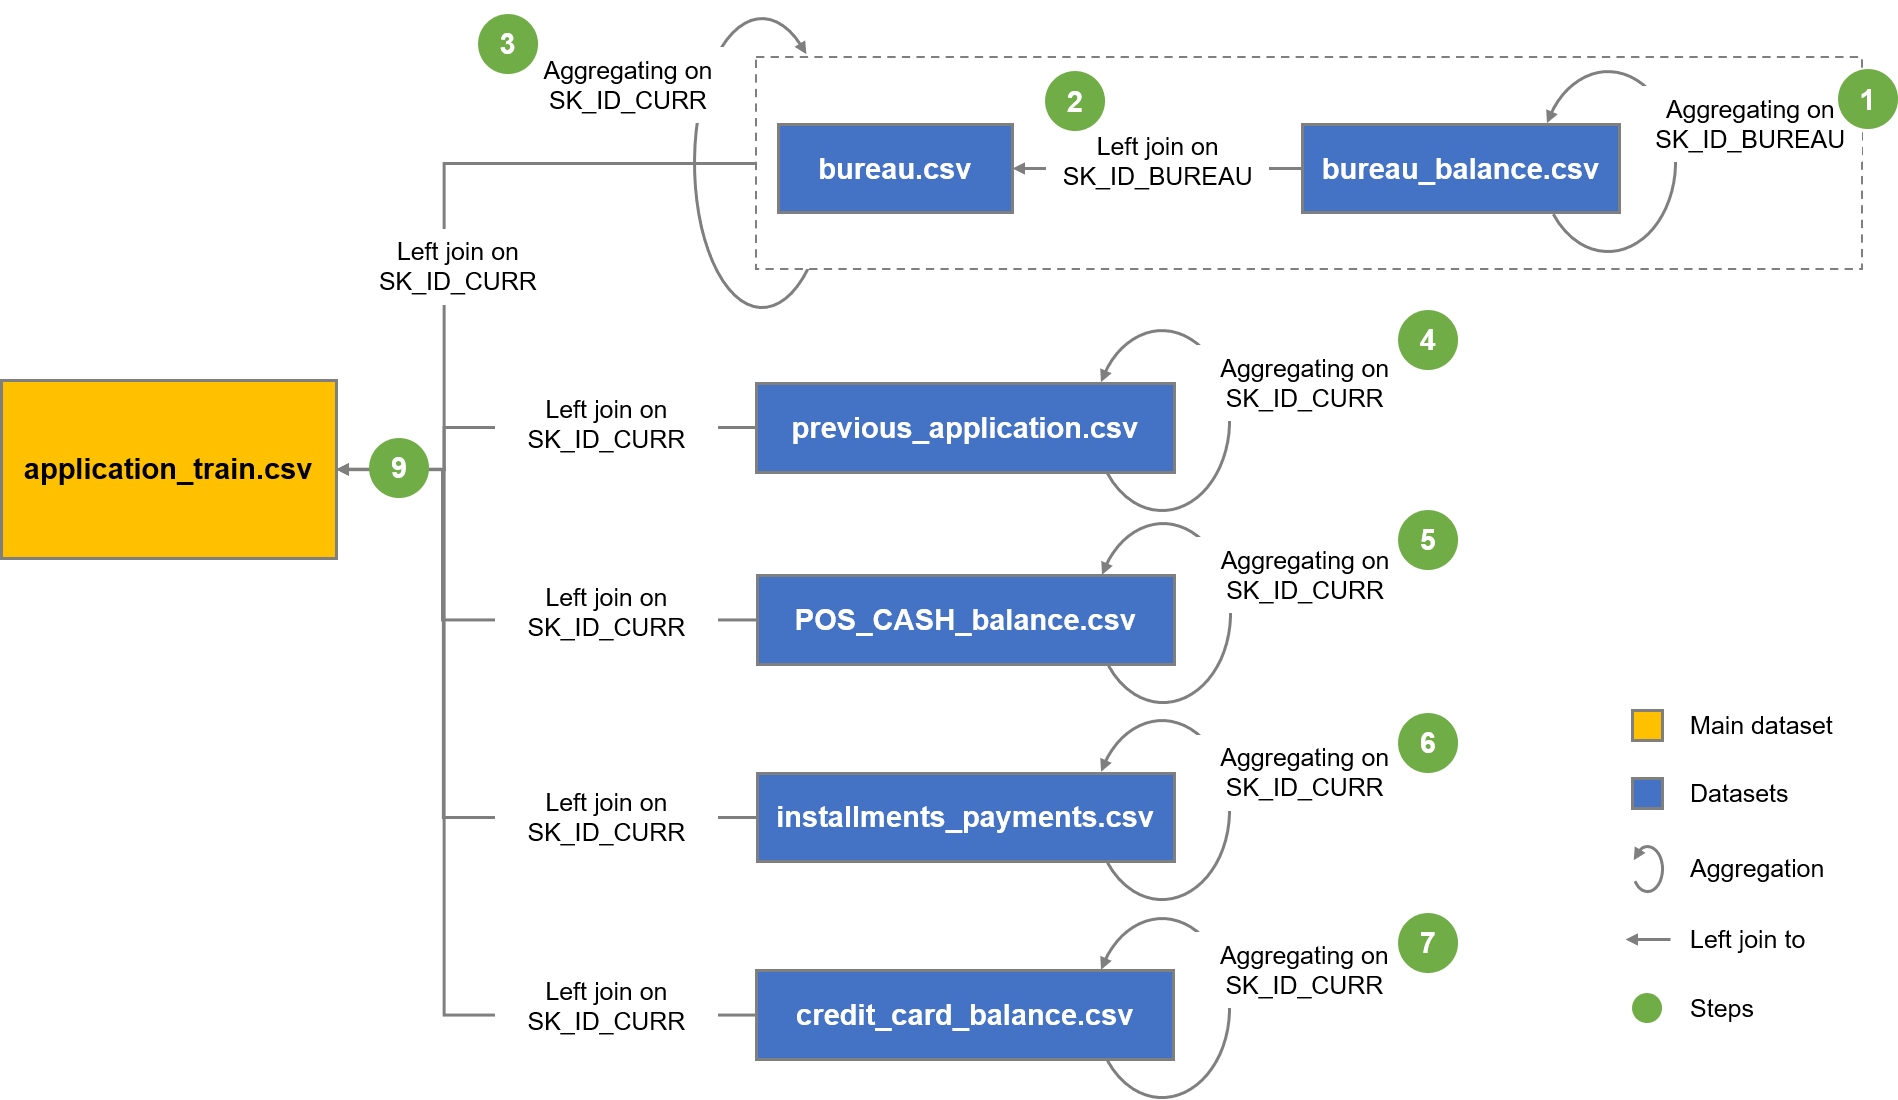 3
Aggregating on
SK_ID_CURR
2
1
Aggregating on
SK_ID_BUREAU
bureau.csv
Left join on
SK_ID_BUREAU
bureau_balance.csv
Left join on
SK_ID_CURR
4
Aggregating on
SK_ID_CURR
Left join on
SK_ID_CURR
previous_application.csv
application_train.csv
9
5
Aggregating on
SK_ID_CURR
Left join on
SK_ID_CURR
POS_CASH_balance.csv
6
Aggregating on
SK_ID_CURR
Left join on
SK_ID_CURR
installments_payments.csv
7
Aggregating on
SK_ID_CURR
Left join on
SK_ID_CURR
credit_card_balance.csv
Main dataset
Datasets
Aggregation
Left join to
Steps